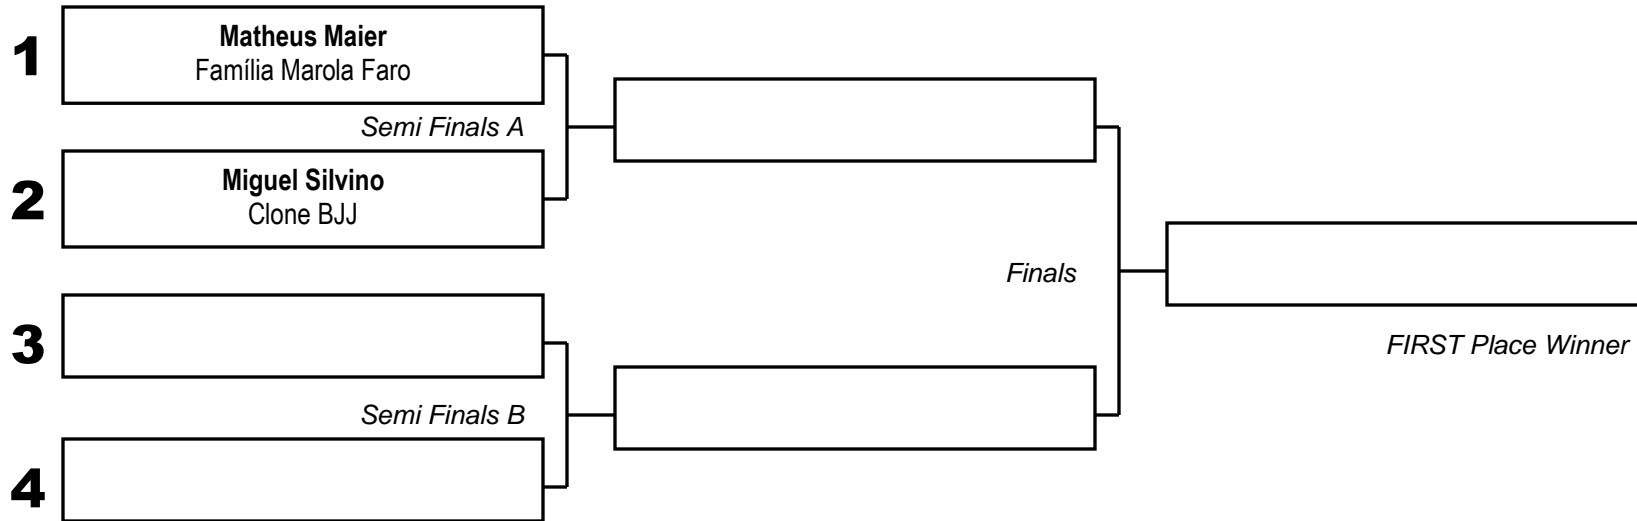 1
Matheus Maier
Família Marola Faro
Semi Finals A
2
Miguel Silvino
Clone BJJ
Finals
3
FIRST Place Winner
Semi Finals B
4